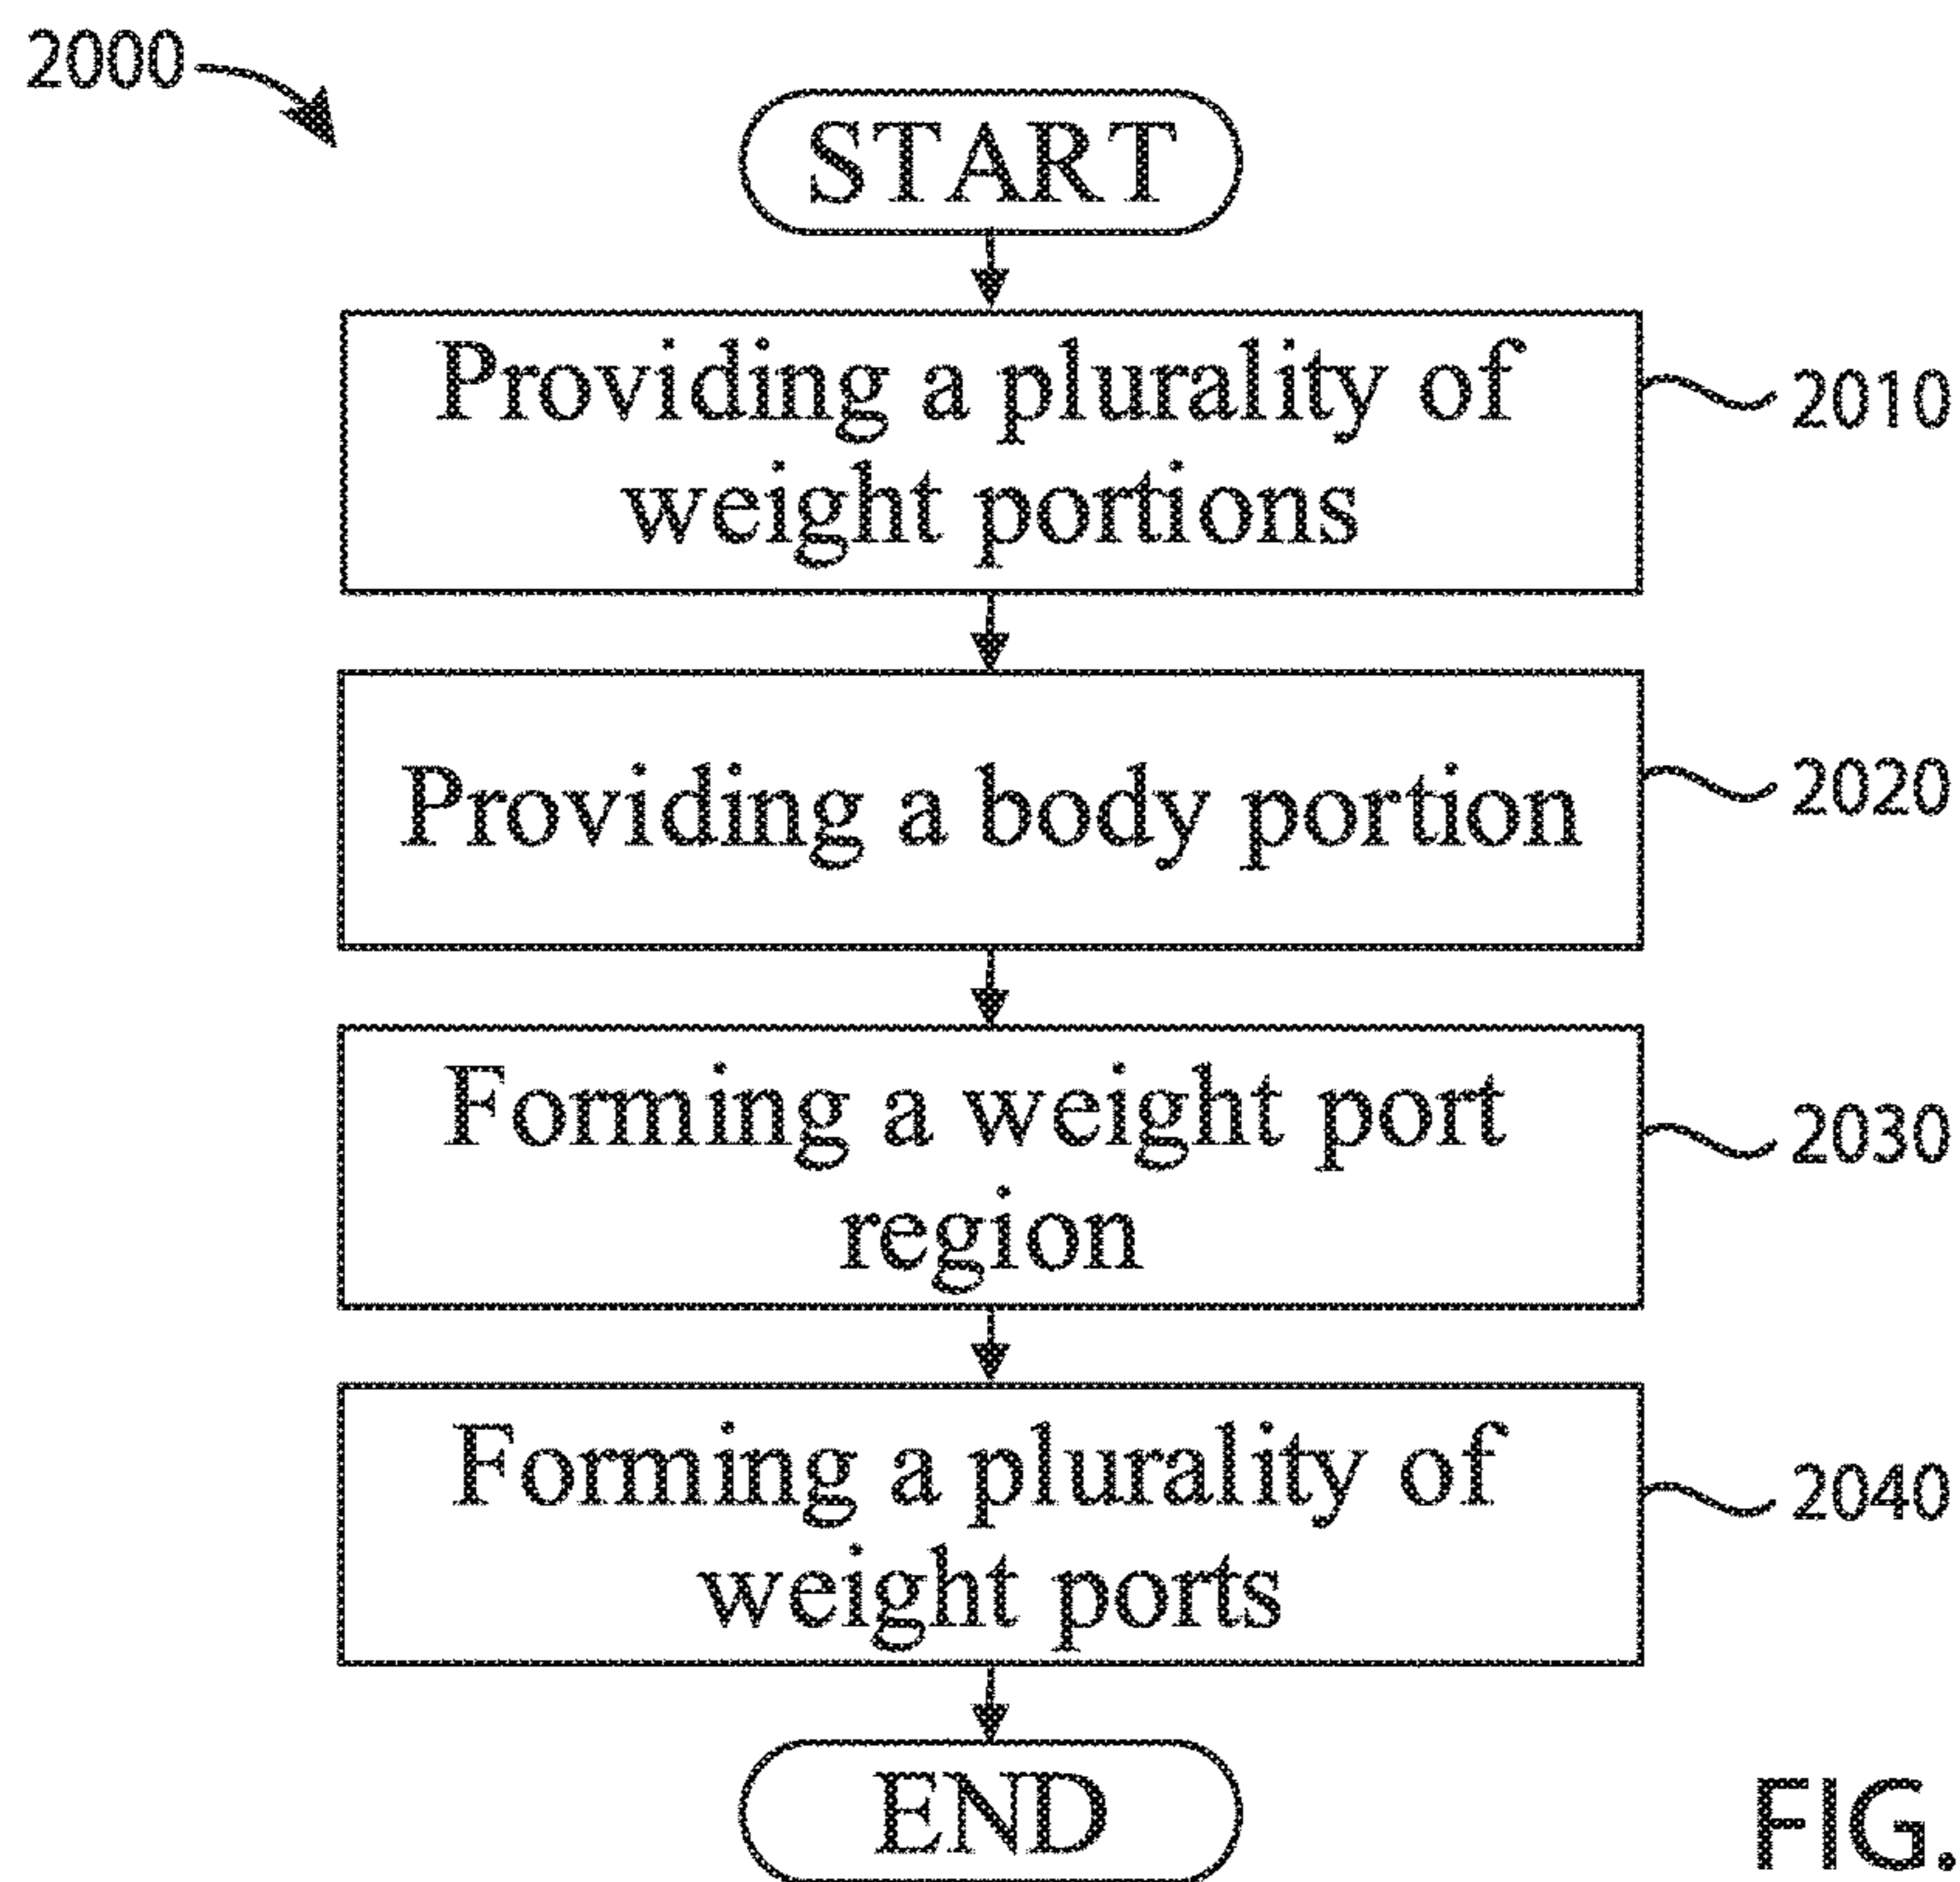 2000
START
Providing a plurality of
weight portions
2010
Providing a body portion
2020
Forming a weight port
region
2030
Forming a plurality of
weight ports
2040
END
FIG.